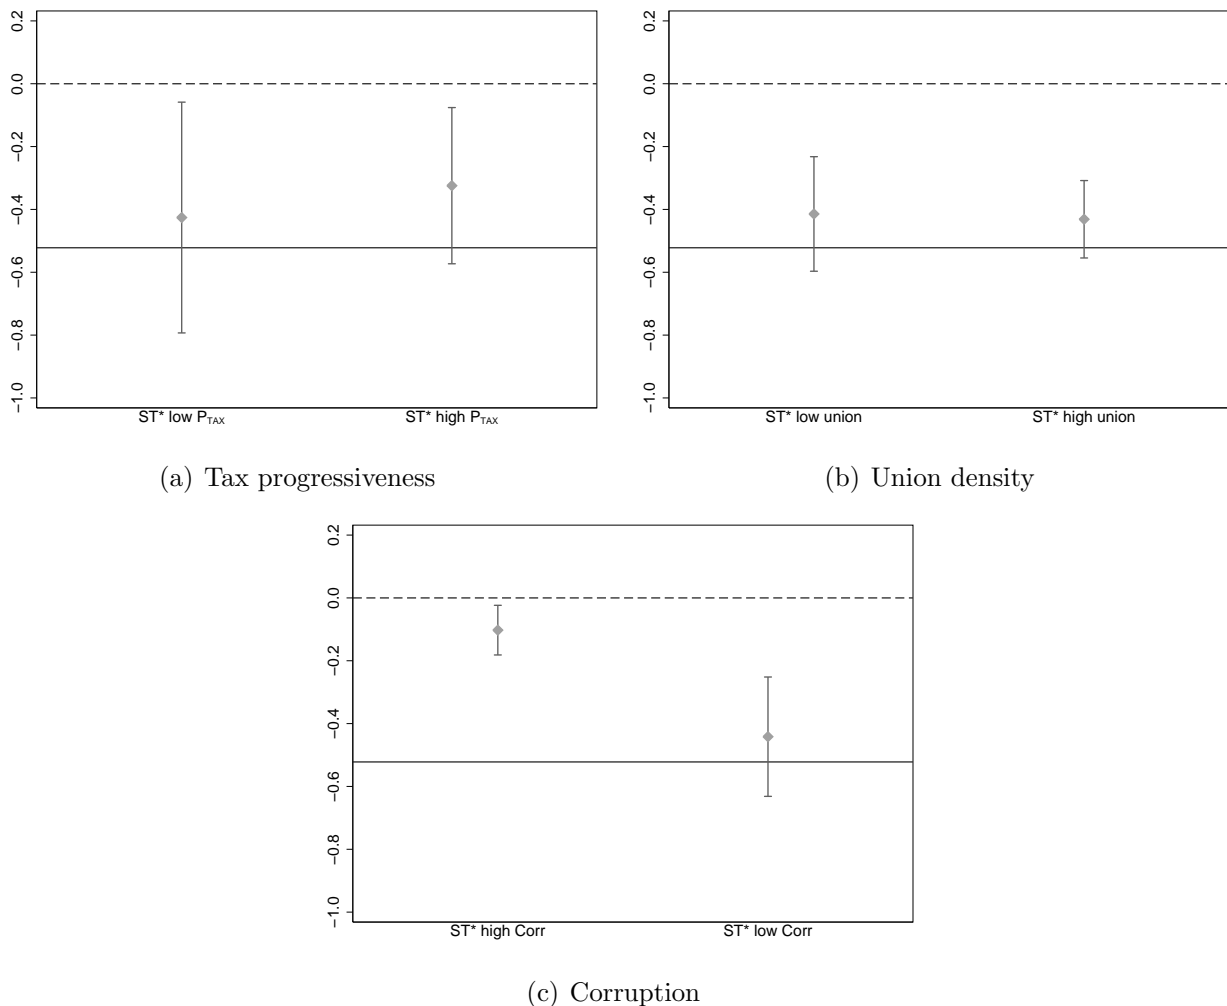 0.2
0.0
−0.2
−0.4
−0.6
−0.8
−1.0
ST* low P_TAX
ST* high P_TAX
(a) Tax progressiveness
0.2
0.0
−0.2
−0.4
−0.6
−0.8
−1.0
ST* low union
ST* high union
(b) Union density
0.2
0.0
−0.2
−0.4
−0.6
−0.8
−1.0
ST* high Corr
ST* low Corr
(c) Corruption